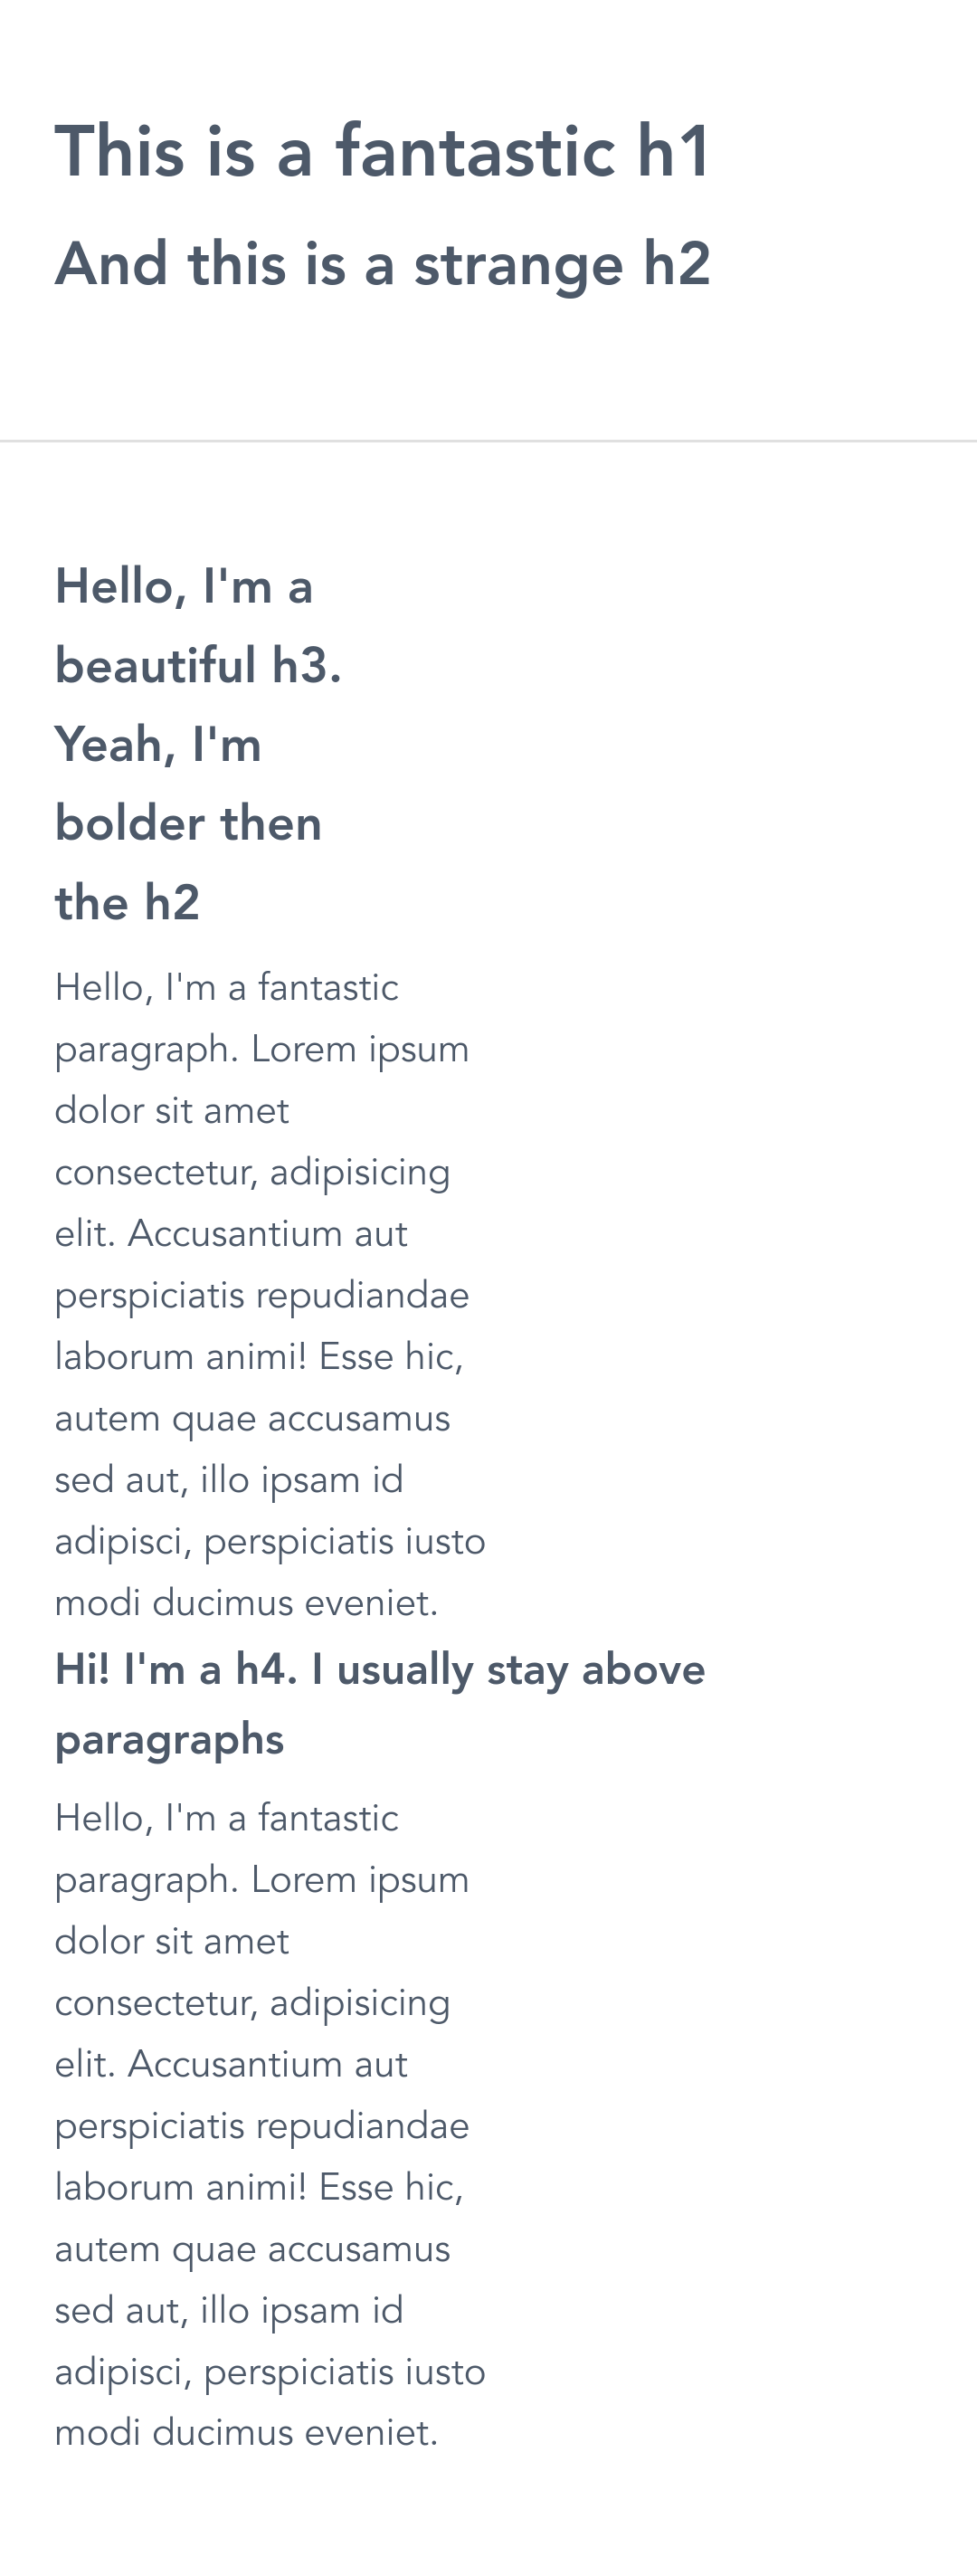 This is a fantastic h1
And this is a strange h2
Hello, I'm a
beautiful h3.
Yeah, I'm
bolder then
the h2
Hello, I'm a fantastic
paragraph. Lorem ipsum
dolor sit amet
consectetur, adipisicing
elit. Accusantium aut
perspiciatis repudiandae
laborum animi! Esse hic,
autem quae accusamus
sed aut, illo ipsam id
adipisci, perspiciatis iusto
modi ducimus eveniet.
Hi! I'm a h4. I usually stay above
paragraphs
Hello, I'm a fantastic
paragraph. Lorem ipsum
dolor sit amet
consectetur, adipisicing
elit. Accusantium aut
perspiciatis repudiandae
laborum animi! Esse hic,
autem quae accusamus
sed aut, illo ipsam id
adipisci, perspiciatis iusto
modi ducimus eveniet.